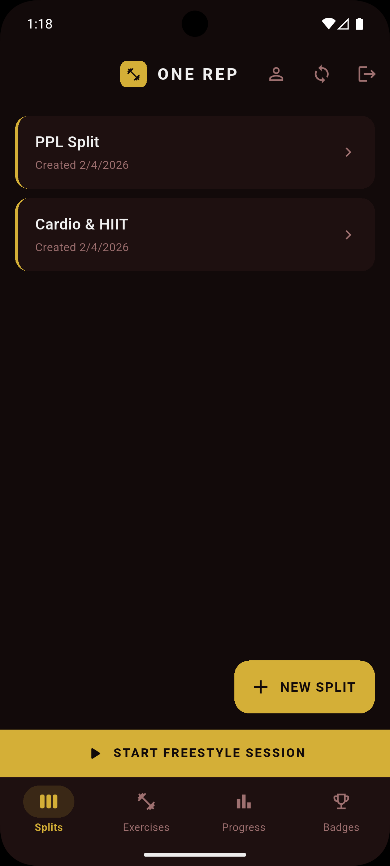 1:18
ONE REP
PPL Split
Created 2/4/2026
Cardio & HIIT
Created 2/4/2026
NEW SPLIT
START FREESTYLE SESSION
Splits
Exercises
Progress
Badges